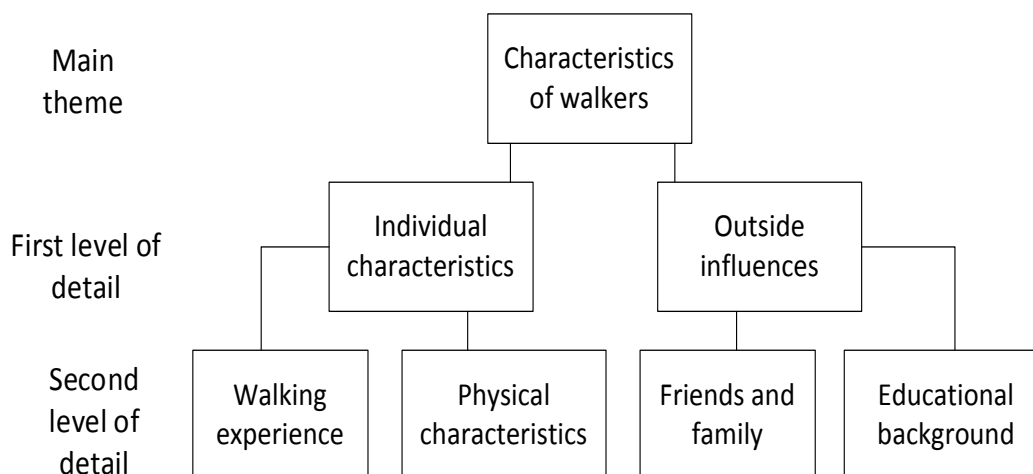 Main
theme
Characteristics
of walkers
First level of
detail
Individual
characteristics
Outside
influences
Second
level of
detail
Walking
experience
Physical
characteristics
Friends and
family
Educational
background